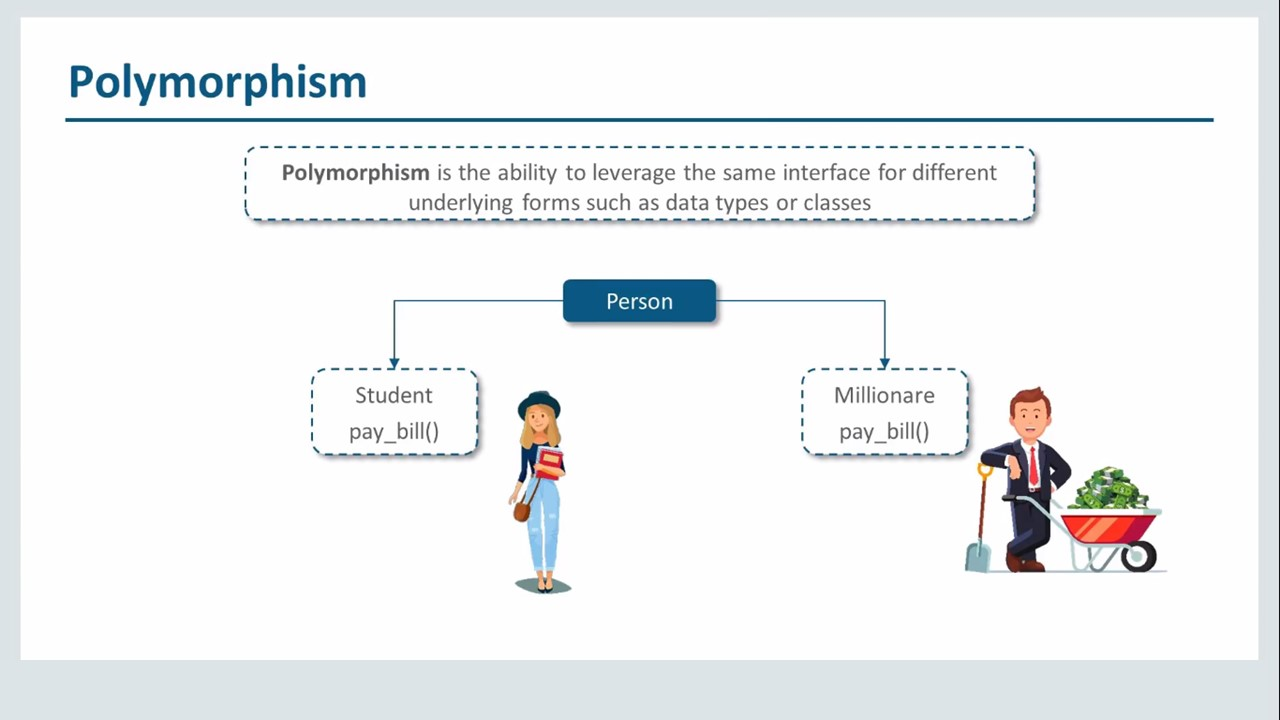 Polymorphism
Polymorphism is the ability to leverage the same interface for different
underlying forms such as data types or classes
Person
Student
pay_bill()
Millionare
pay_bill()